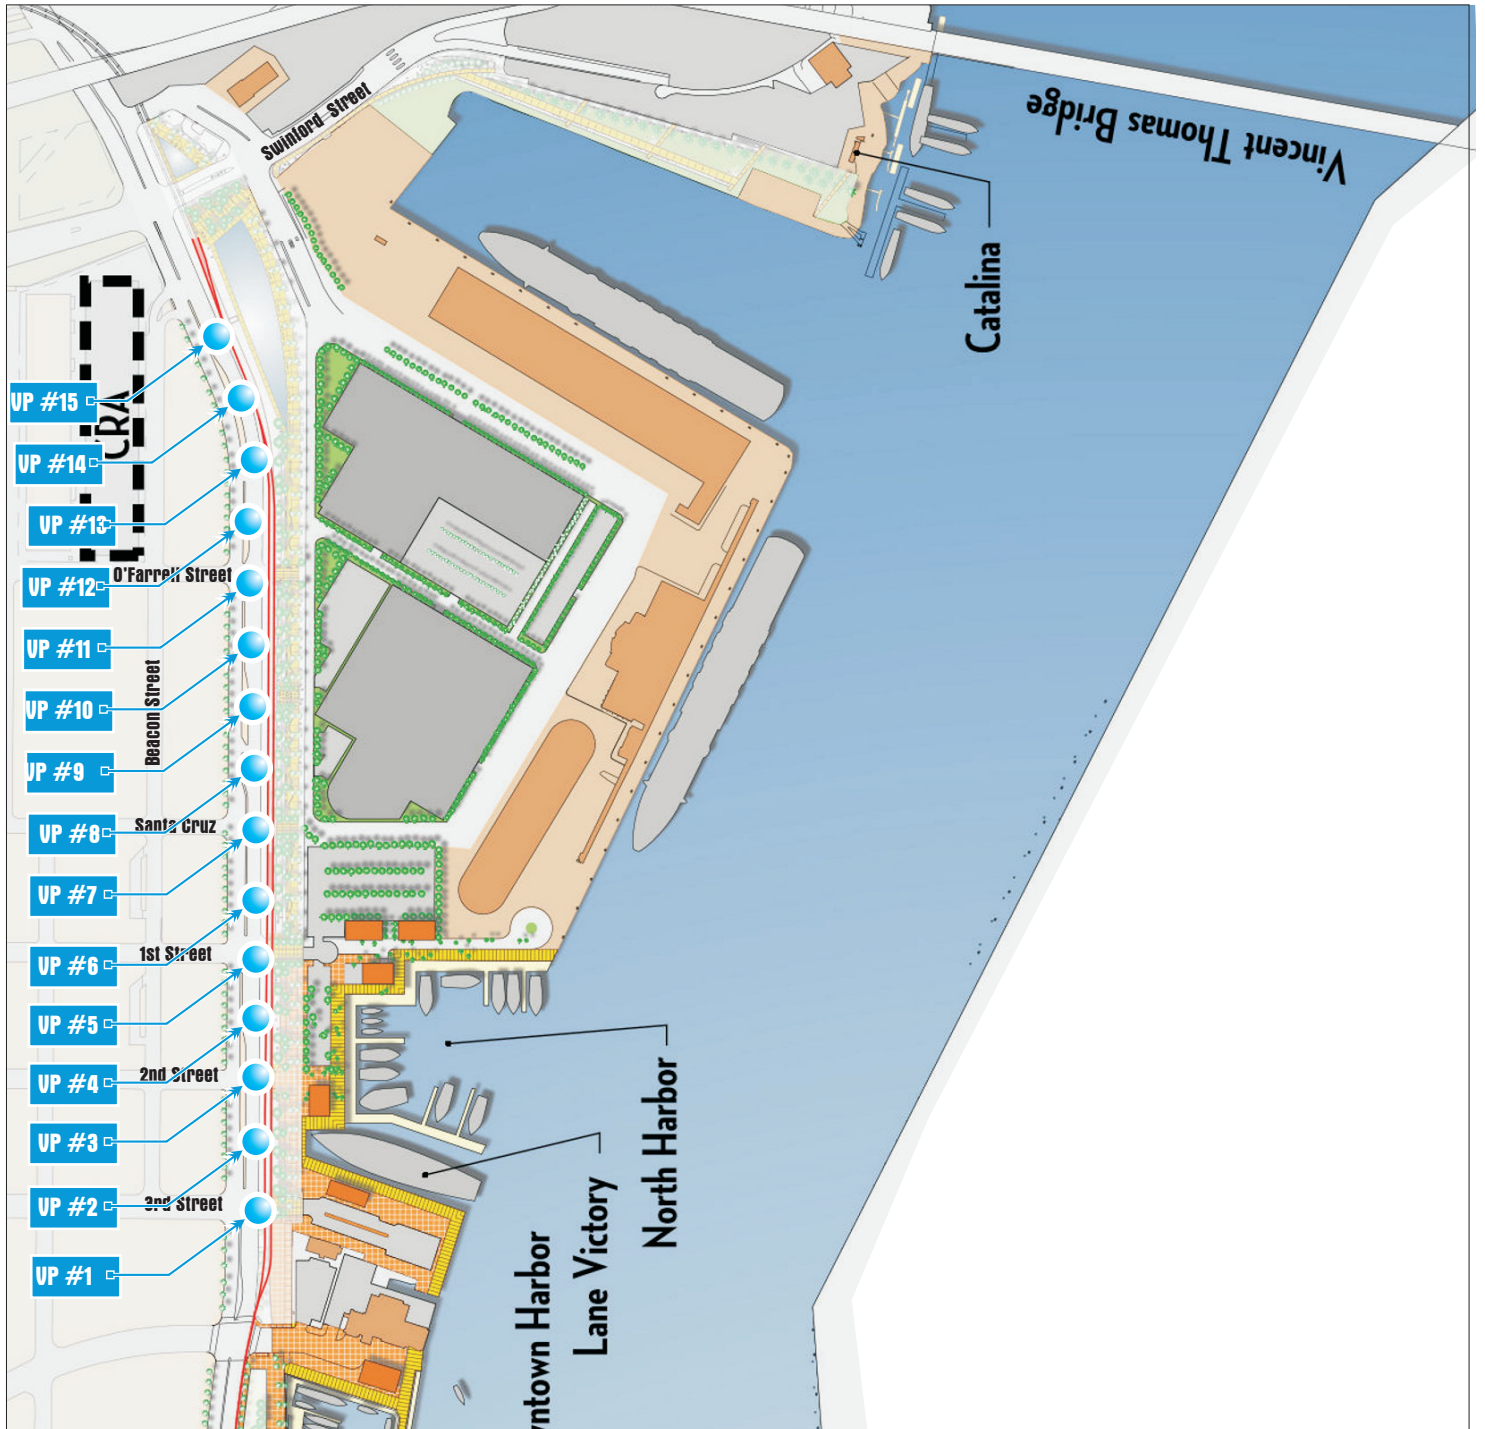 Swinford Street
Vincent Thomas Bridge
Catalina
CRA
VP #15
VP #14
VP #13
VP #12
O'Farrell Street
VP #11
Beacon Street
VP #10
VP #9
VP #8
Santa Cruz
VP #7
1st Street
VP #6
VP #5
2nd Street
VP #4
North Harbor
VP #3
Lane Victory
VP #2
3rd Street
VP #1
ntown Harbor